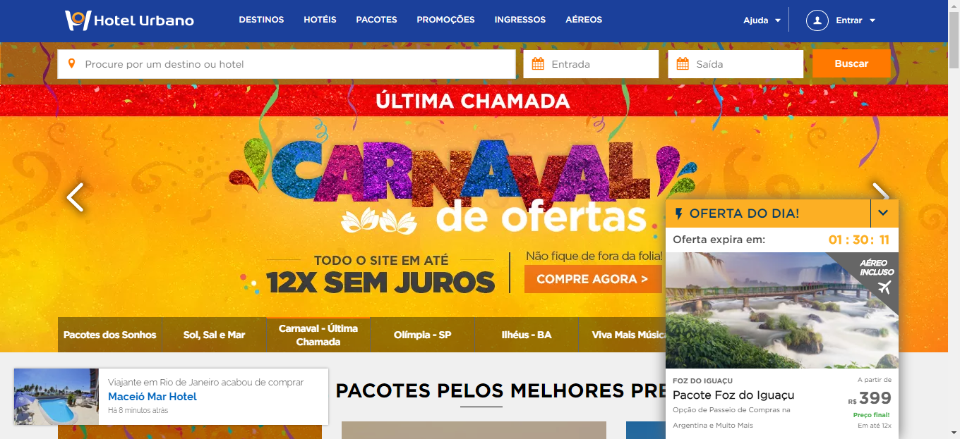 Hotel Urbano
DESTINOS HOTÉIS PACOTES PROMOÇÕES INGRESSOS AÉREOS
Ajuda Entrar
Procure por um destino ou hotel
Entrada
Saída
Buscar
ÚLTIMA CHAMADA
CARNAVAL
de ofertas
TODO O SITE EM ATÉ
12X SEM JUROS
Não fique de fora da folia!
COMPRE AGORA >
Pacotes dos Sonhos
Sol, Sal e Mar
Carnaval - Última
Chamada
Olímpia - SP
Ilhéus - BA
Viva Mais Músic
OFERTA DO DIA!
Oferta expira em: 01 : 30 : 11
AÉREO
INCLUSO
FOZ DO IGUAÇU
Pacote Foz do Iguaçu
Opção de Passeio de Compras na
Argentina e Muito Mais
A partir de
R$ 399
Preço final!
Em até 12x
Viajante em Rio de Janeiro acabou de comprar
Maceió Mar Hotel
Há 8 minutos atrás
PACOTES PELOS MELHORES PRE